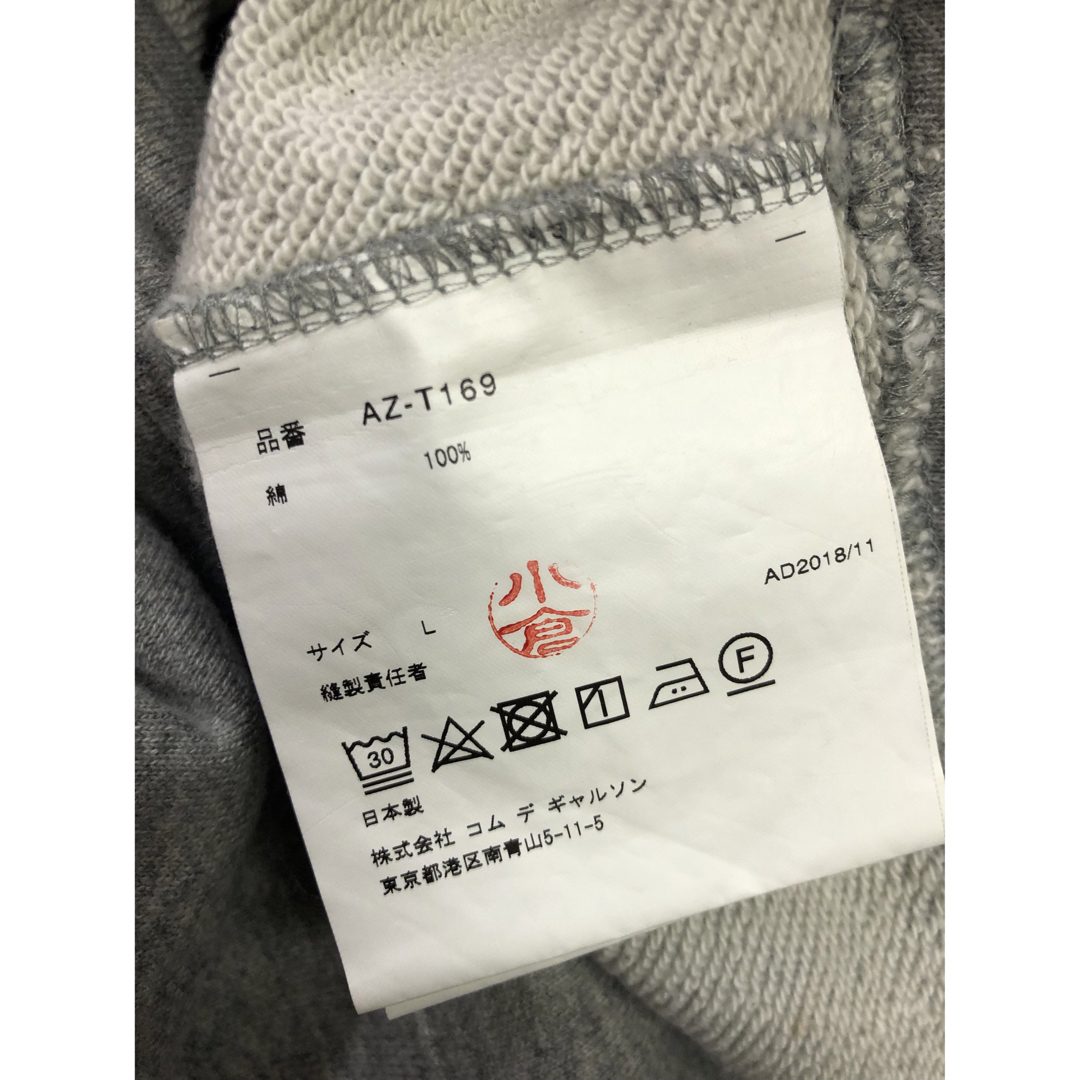 品番 AZ-T169
綿 100%
AD2018/11
小倉
サイズ L
縫製責任者
30
F
日本製
株式会社 コム デ ギャルソン
東京都港区南青山5-11-5